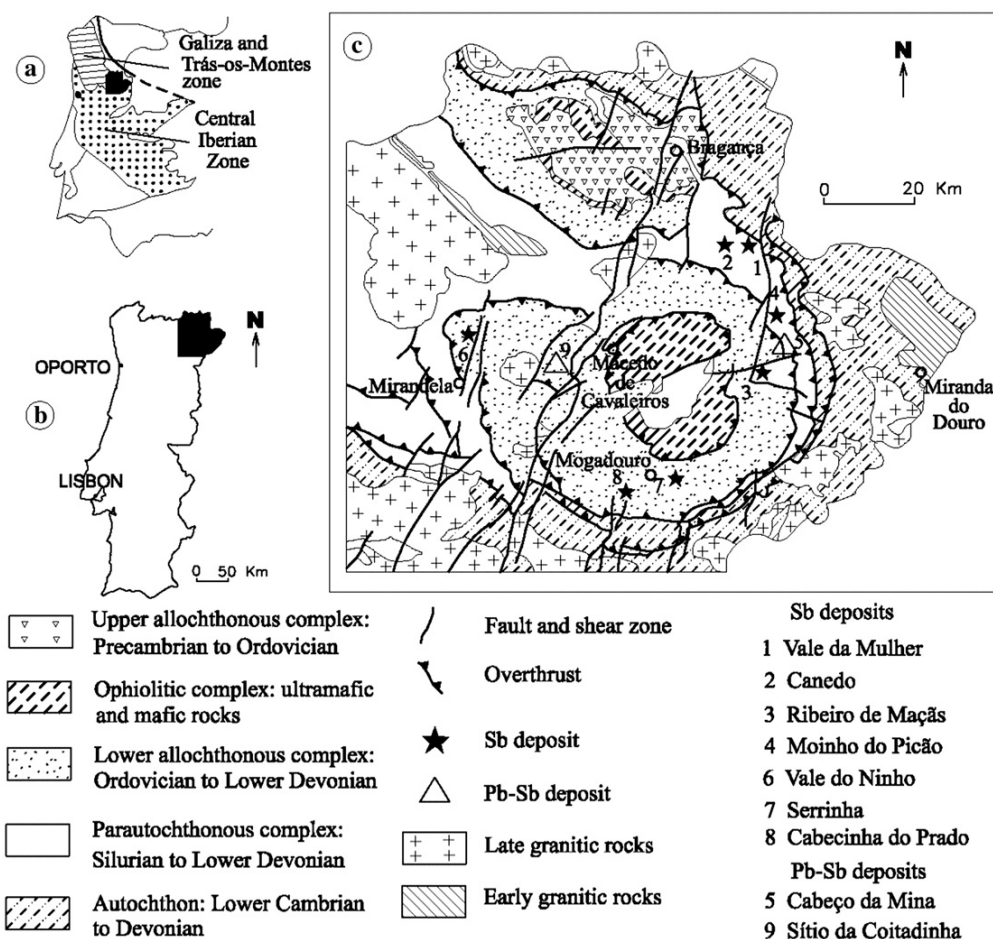 a
Galiza and
Trás-os-Montes
zone
Central
Iberian
Zone
b
N
OPORTO
LISBON
0 50 Km
c
N
0 20 Km
Bragança
2
1
4
5
6
9
Macedo
de
Cavaleiros
Mirandela
3
Miranda
do
Douro
Mogadouro
8
7
Upper allochthonous complex:
Precambrian to Ordovician
Ophiolitic complex: ultramafic
and mafic rocks
Lower allochthonous complex:
Ordovician to Lower Devonian
Parautochthonous complex:
Silurian to Lower Devonian
Autochthon: Lower Cambrian
to Devonian
Fault and shear zone
Overthrust
Sb deposit
Pb-Sb deposit
Late granitic rocks
Early granitic rocks
Sb deposits
1 Vale da Mulher
2 Canedo
3 Ribeiro de Maçãs
4 Moinho do Picão
6 Vale do Ninho
7 Serrinha
8 Cabecinha do Prado
Pb-Sb deposits
5 Cabeço da Mina
9 Sítio da Coitadinha